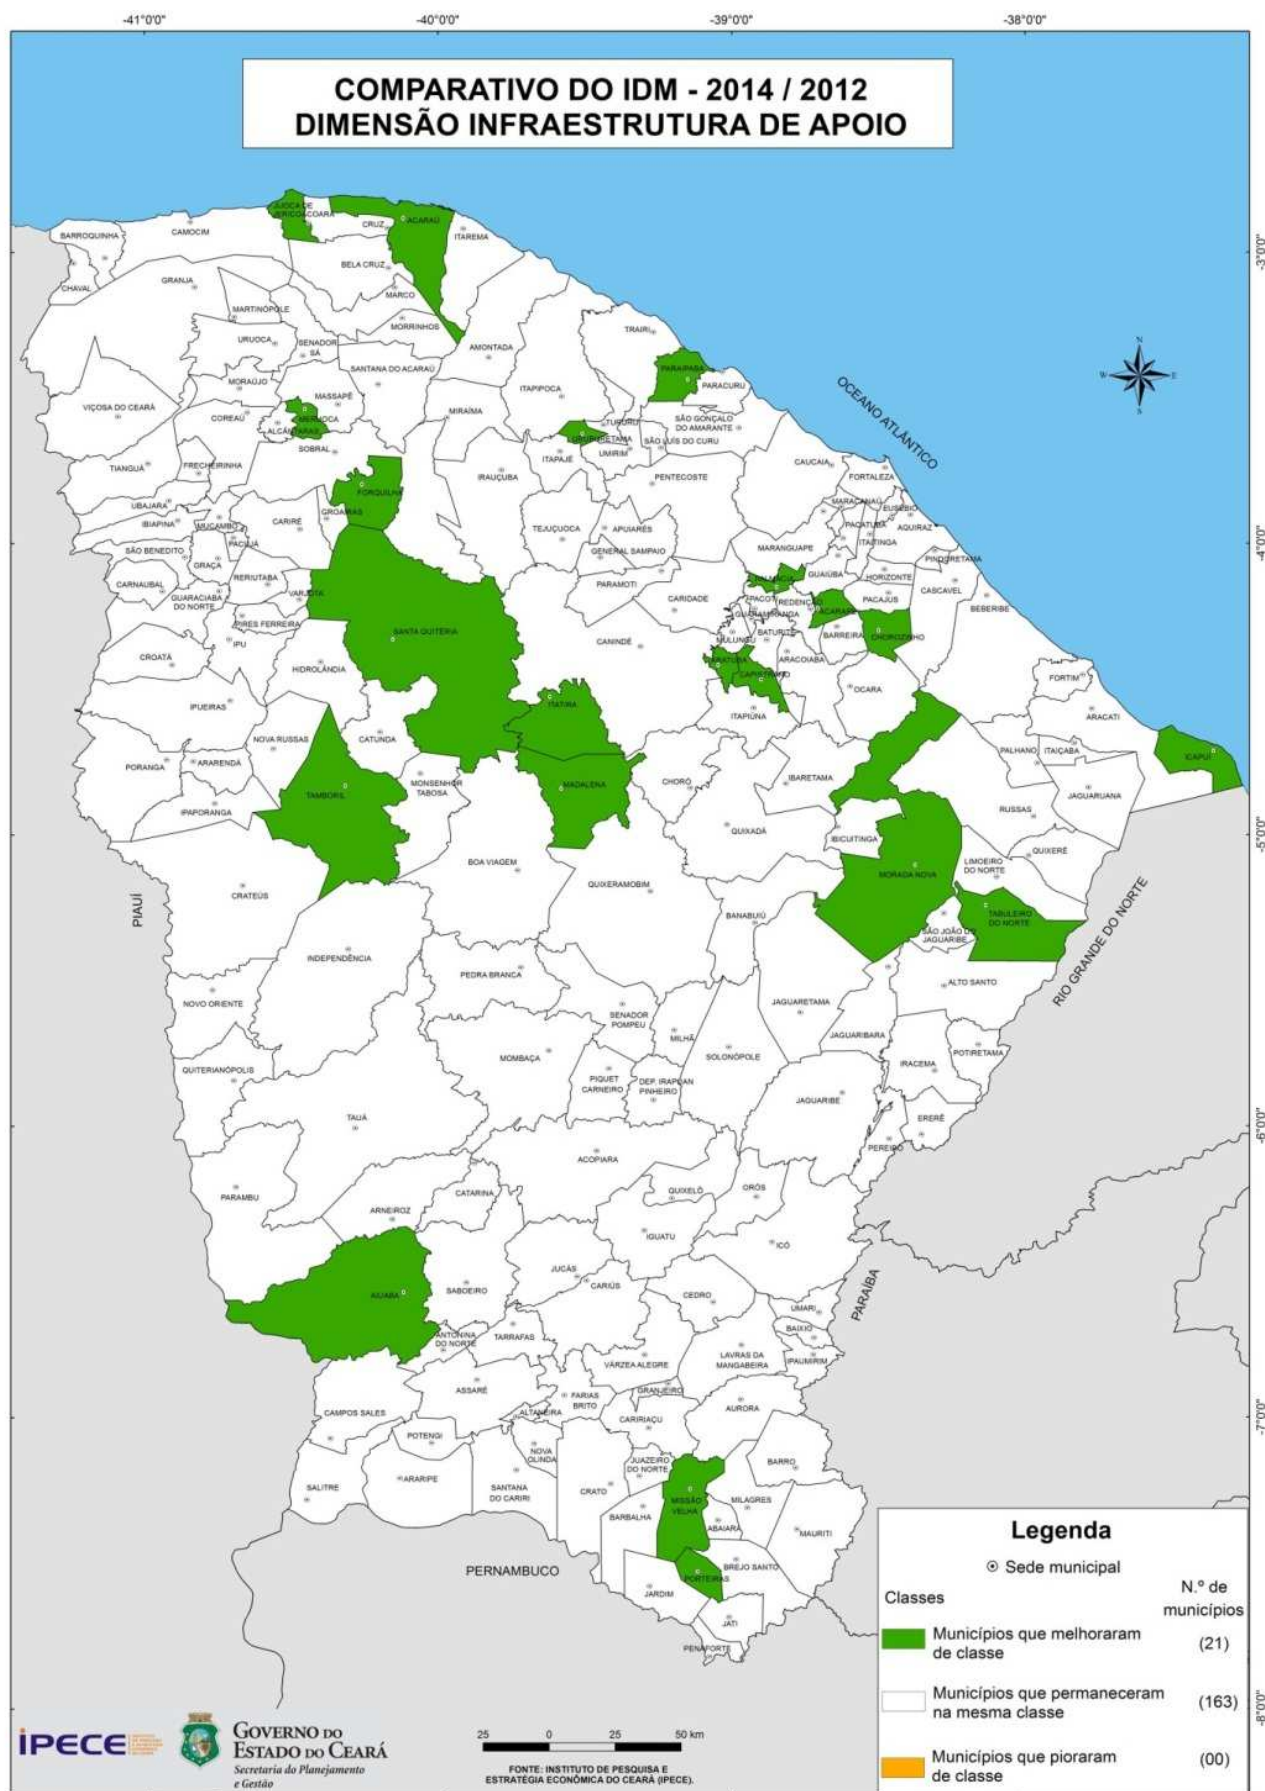 -41°0'0"
-40°0'0"
-39°0'0"
-38°0'0"
COMPARATIVO DO IDM - 2014 / 2012
DIMENSÃO INFRAESTRUTURA DE APOIO
JIJOCA DE
JERICOACOARA
ACARAÚ
CRUZ
ITAREMA
BARROQUINHA
CAMOCIM
CHAVAL
BELA CRUZ
GRANJA
MARCO
MARTINÓPOLE
MORRINHOS
-3°0'0"
URUOCA
SENADOR
SÁ
AMONTADA
TRAIRI
SANTANA DO ACARAÚ
PARAIPABA
PARACURU
MORAÚJO
MASSAPÊ
ITAPIPOCA
VIÇOSA DO CEARÁ
COREAÚ
MERUOCA
ALCÂNTARAS
MIRAÍMA
TURURU
SÃO GONÇALO
DO AMARANTE
OCEANO ATLÂNTICO
N
W
E
S
URUBURETAMA
SÃO LUÍS DO CURU
UMIRIM
SOBRAL
ITAPAJÉ
TIANGUÁ
FRECHEIRINHA
IRAUÇUBA
PENTECOSTE
CAUCAIA
FORTALEZA
FORQUILHA
UBAJARA
IBIAPINA
MUCAMBO
CARIRÉ
GROAÍRAS
MARACANAÚ
EUSÉBIO
AQUIRAZ
PACATUBA
ITAITINGA
TEJUÇUOCA
APUIARÉS
PACUJÁ
SÃO BENEDITO
GRAÇA
GENERAL SAMPAIO
MARANGUAPE
PINDORETAMA
-4°0'0"
CARNAUBAL
GUARACIABA
DO NORTE
RERIUTABA
VARJOTA
PARAMOTI
PALMÁCIA
GUAIÚBA
HORIZONTE
CASCAVEL
PACAJUS
BEBERIBE
CARIDADE
PACOTI
REDENÇÃO
ACARAPE
GUARAMIRANGA
PIRES FERREIRA
IPU
SANTA QUITÉRIA
CANINDÉ
MULUNGU
BATURITÉ
BARREIRA
CHOROZINHO
CROATÁ
HIDROLÂNDIA
ARATUBA
CAPISTRANO
ARACOIABA
FORTIM
IPUEIRAS
ITATIRA
ITAPIÚNA
OCARA
ARACATI
NOVA RUSSAS
CATUNDA
PORANGA
ARARENDÁ
PALHANO
ITAIÇABA
ICAPUÍ
TAMBORIL
MONSENHOR
TABOSA
MADALENA
CHORÓ
IBARETAMA
JAGUARUANA
IPAPORANGA
RUSSAS
QUIXADÁ
IBICUITINGA
-5°0'0"
BOA VIAGEM
QUIXERÉ
LIMOEIRO
DO NORTE
MORADA NOVA
CRATEÚS
QUIXERAMOBIM
PIAUÍ
TABULEIRO
DO NORTE
BANABUIÚ
SÃO JOÃO DO
JAGUARIBE
RIO GRANDE DO NORTE
INDEPENDÊNCIA
PEDRA BRANCA
ALTO SANTO
NOVO ORIENTE
SENADOR
POMPEU
JAGUARETAMA
MILHÃ
JAGUARIBARA
SOLONÓPOLE
MOMBAÇA
POTIRETAMA
IRACEMA
QUITERIANÓPOLIS
PIQUET
CARNEIRO
DEP. IRAPUAN
PINHEIRO
JAGUARIBE
TAUÁ
ERERÊ
-6°0'0"
PEREIRO
ACOPIARA
PARAMBU
CATARINA
QUIXELÔ
ORÓS
ARNEIROZ
IGUATU
ICÓ
JUCÁS
CARIÚS
AIUABA
SABOEIRO
CEDRO
PARAÍBA
UMARI
BAIXIO
ANTONINA
DO NORTE
TARRAFAS
LAVRAS DA
MANGABEIRA
IPAUMIRIM
VÁRZEA ALEGRE
ASSARÉ
GRANJEIRO
FARIAS
BRITO
AURORA
CAMPOS SALES
ALTANEIRA
CARIRIAÇU
-7°0'0"
POTENGI
NOVA
OLINDA
JUAZEIRO
DO NORTE
BARRO
ARARIPE
SALITRE
SANTANA
DO CARIRI
CRATO
MISSÃO
VELHA
MILAGRES
BARBALHA
ABAIARA
MAURITI
PERNAMBUCO
PORTEIRAS
BREJO SANTO
JARDIM
JATI
PENAFORTE
-8°0'0"
Legenda
Sede municipal
Classes
N.º de
municípios
Municípios que melhoraram
de classe
(21)
Municípios que permaneceram
na mesma classe
(163)
Municípios que pioraram
de classe
(00)
IPECE
GOVERNO DO
ESTADO DO CEARÁ
Secretaria do Planejamento
e Gestão
25 0 25 50 km
FONTE: INSTITUTO DE PESQUISA E
ESTRATÉGIA ECONÔMICA DO CEARÁ (IPECE).